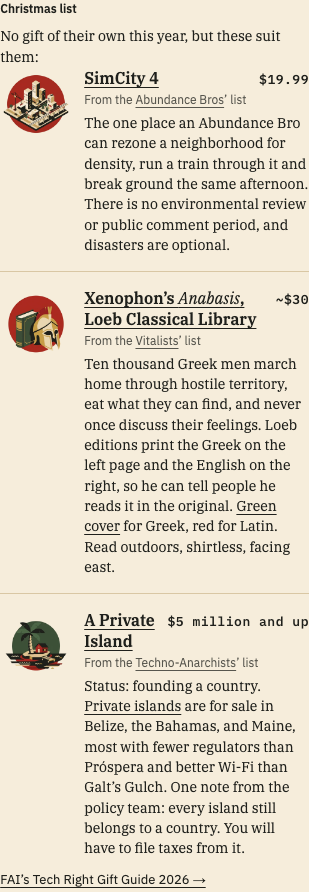 Christmas list
No gift of their own this year, but these suit
them:
SimCity 4 $19.99
From the Abundance Bros’ list
The one place an Abundance Bro
can rezone a neighborhood for
density, run a train through it and
break ground the same afternoon.
There is no environmental review
or public comment period, and
disasters are optional.
Xenophon’s Anabasis, ~$30
Loeb Classical Library
From the Vitalists’ list
Ten thousand Greek men march
home through hostile territory,
eat what they can find, and never
once discuss their feelings. Loeb
editions print the Greek on the
left page and the English on the
right, so he can tell people he
reads it in the original. Green
cover for Greek, red for Latin.
Read outdoors, shirtless, facing
east.
A Private $5 million and up
Island
From the Techno-Anarchists’ list
Status: founding a country.
Private islands are for sale in
Belize, the Bahamas, and Maine,
most with fewer regulators than
Próspera and better Wi-Fi than
Galt’s Gulch. One note from the
policy team: every island still
belongs to a country. You will
have to file taxes from it.
FAI’s Tech Right Gift Guide 2026 →